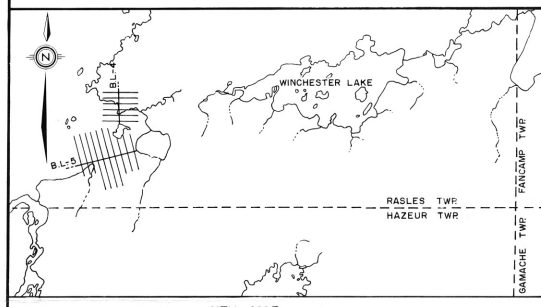 N
B.L-4
WINCHESTER LAKE
B.L-5
FANCAMP TWP.
RASLES TWP.
HAZEUR TWP.
GAMACHE TWP.